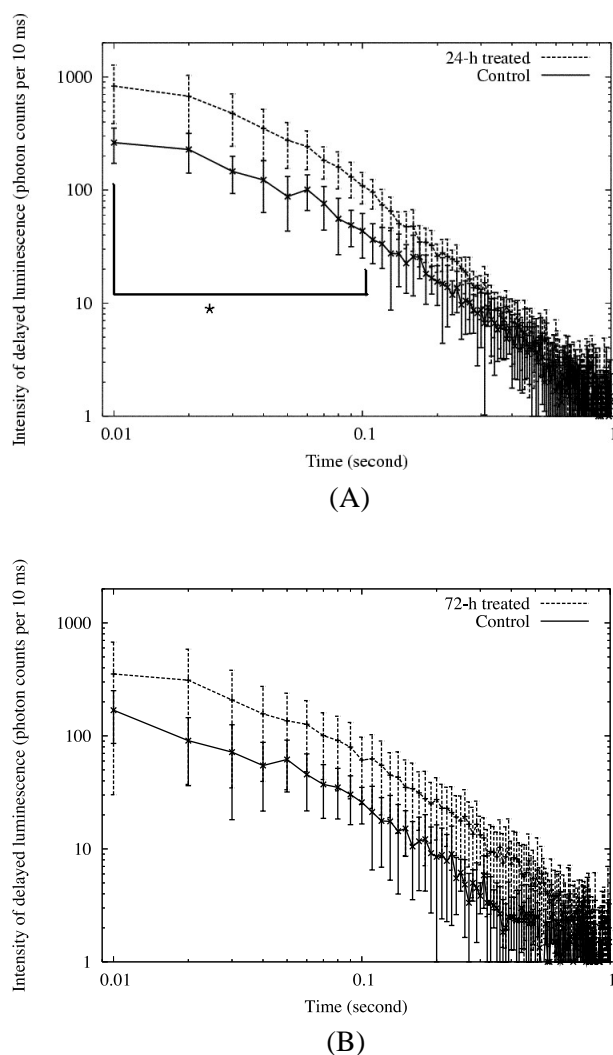 Intensity of delayed luminescence (photon counts per 10 ms)
24-h treated
Control
1000
100
10
1
*
0.01
0.1
1
Time (second)
(A)
Intensity of delayed luminescence (photon counts per 10 ms)
72-h treated
Control
1000
100
10
1
0.01
0.1
1
Time (second)
(B)